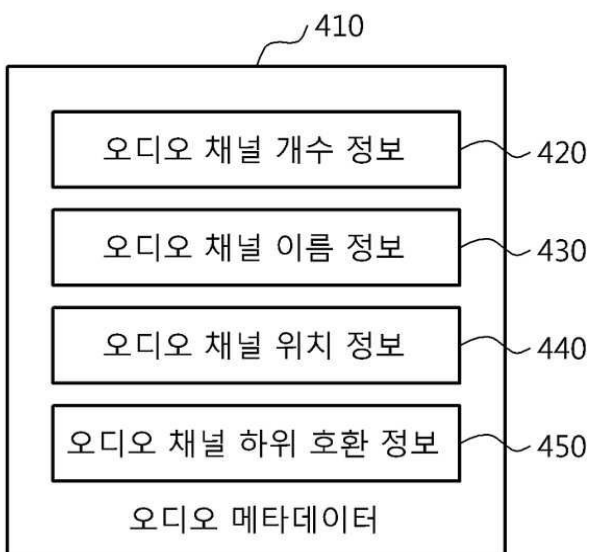 410
오디오 채널 개수 정보 420
오디오 채널 이름 정보 430
오디오 채널 위치 정보 440
오디오 채널 하위 호환 정보 450
오디오 메타데이터